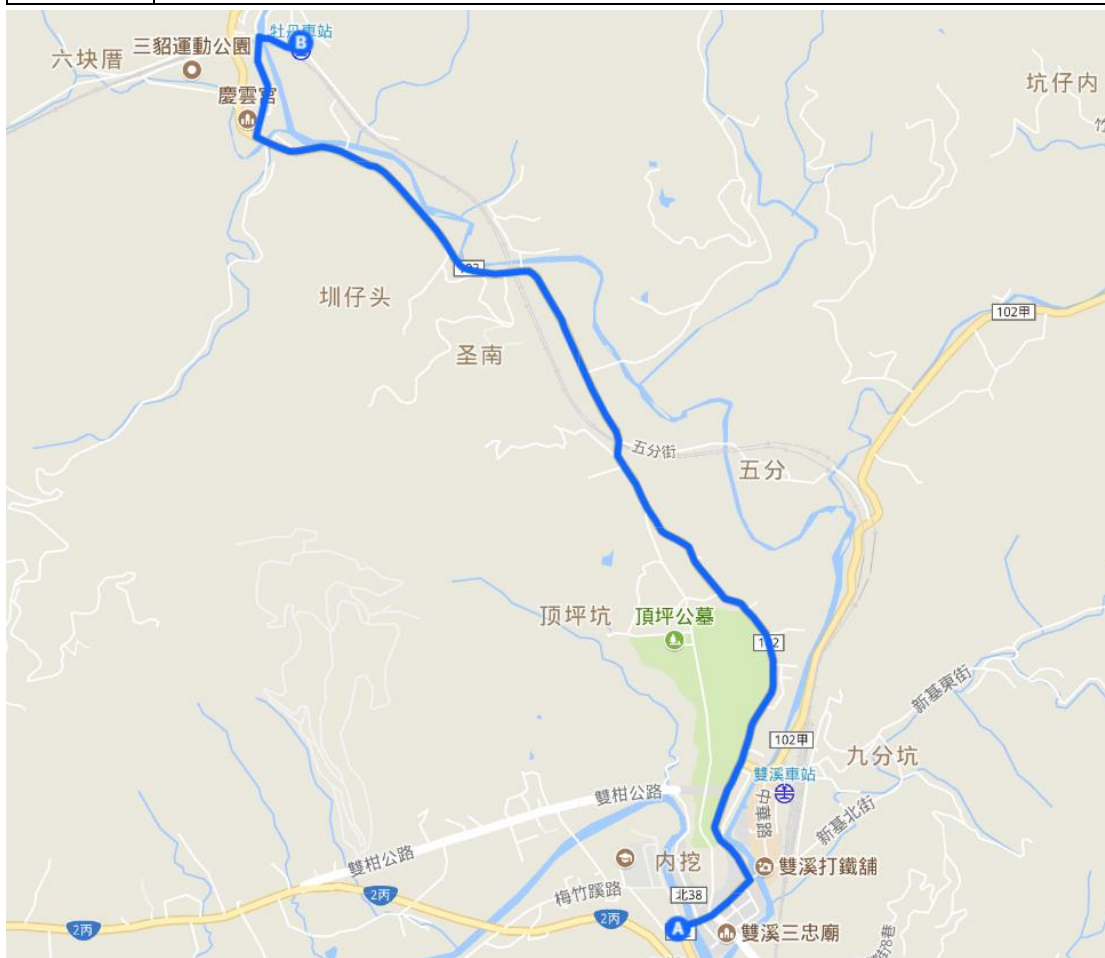 牡丹車站
B
三貂運動公園
六块厝
慶雲宮
坑仔内
102甲
圳仔头
圣南
五分街
五分
顶坪坑
頂坪公墓
102
102甲
新基東街
九分坑
雙溪車站
雙柑公路
中華路
新基北街
雙柑公路
内挖
雙溪打鐵舖
2丙
梅竹蹊路
北38
2丙
2丙
A
雙溪三忠廟